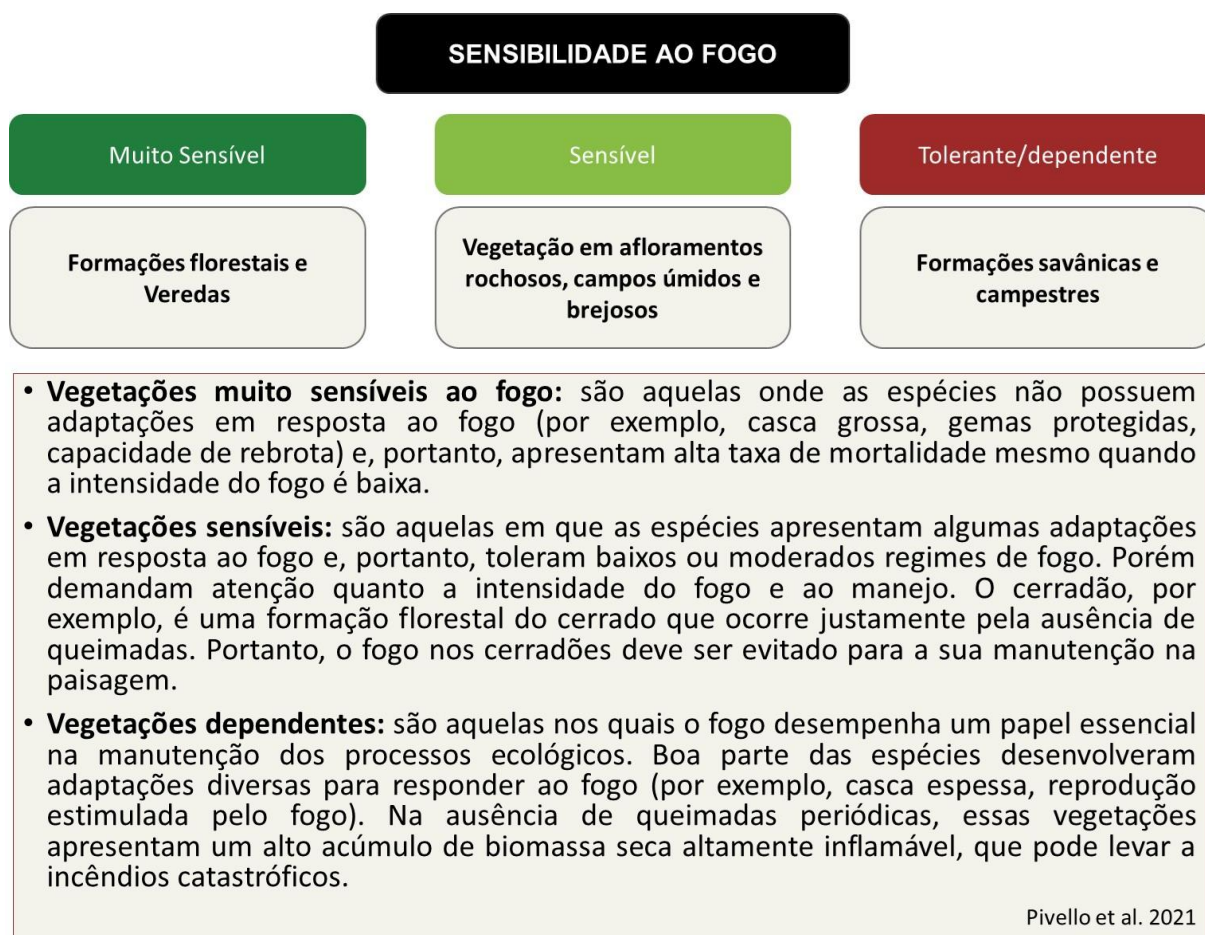 SENSIBILIDADE AO FOGO
Muito Sensível
Sensível
Tolerante/dependente
Formações florestais e
Veredas
Vegetação em afloramentos
rochosos, campos úmidos e
brejosos
Formações savânicas e
campestres
• Vegetações muito sensíveis ao fogo: são aquelas onde as espécies não possuem
adaptações em resposta ao fogo (por exemplo, casca grossa, gemas protegidas,
capacidade de rebrota) e, portanto, apresentam alta taxa de mortalidade mesmo quando
a intensidade do fogo é baixa.
• Vegetações sensíveis: são aquelas em que as espécies apresentam algumas adaptações
em resposta ao fogo e, portanto, toleram baixos ou moderados regimes de fogo. Porém
demandam atenção quanto a intensidade do fogo e ao manejo. O cerradão, por
exemplo, é uma formação florestal do cerrado que ocorre justamente pela ausência de
queimadas. Portanto, o fogo nos cerradões deve ser evitado para a sua manutenção na
paisagem.
• Vegetações dependentes: são aquelas nos quais o fogo desempenha um papel essencial
na manutenção dos processos ecológicos. Boa parte das espécies desenvolveram
adaptações diversas para responder ao fogo (por exemplo, casca espessa, reprodução
estimulada pelo fogo). Na ausência de queimadas periódicas, essas vegetações
apresentam um alto acúmulo de biomassa seca altamente inflamável, que pode levar a
incêndios catastróficos.
Pivello et al. 2021